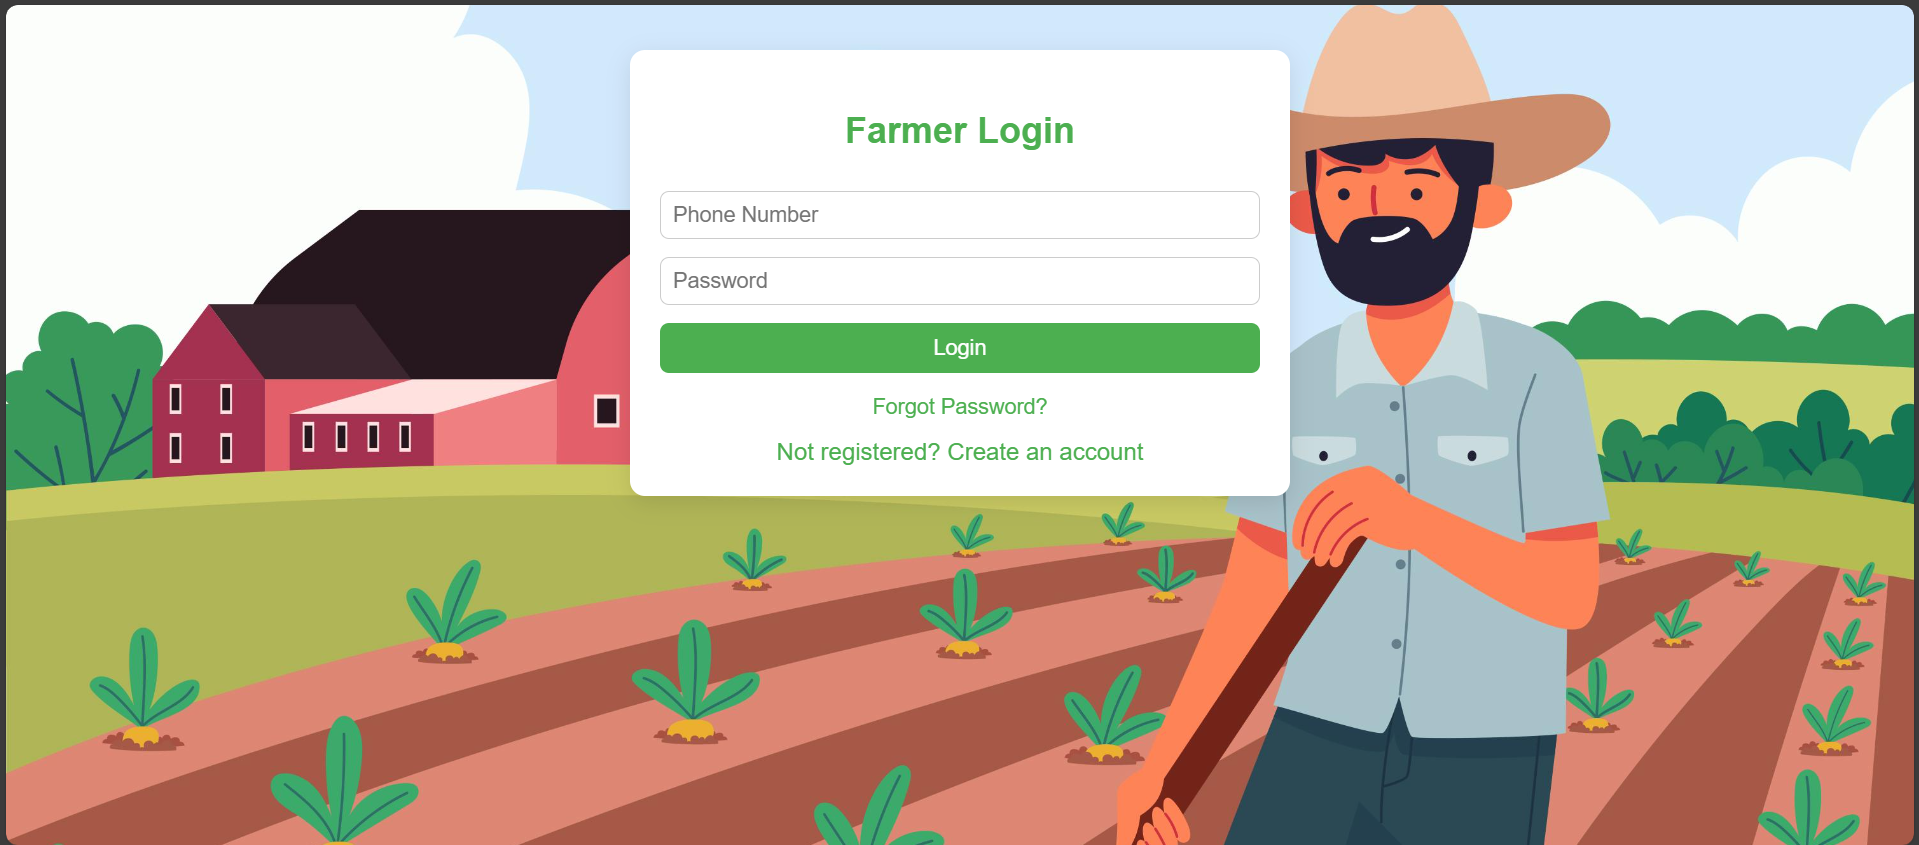 Farmer Login
Phone Number
Password
Login
Forgot Password?
Not registered? Create an account